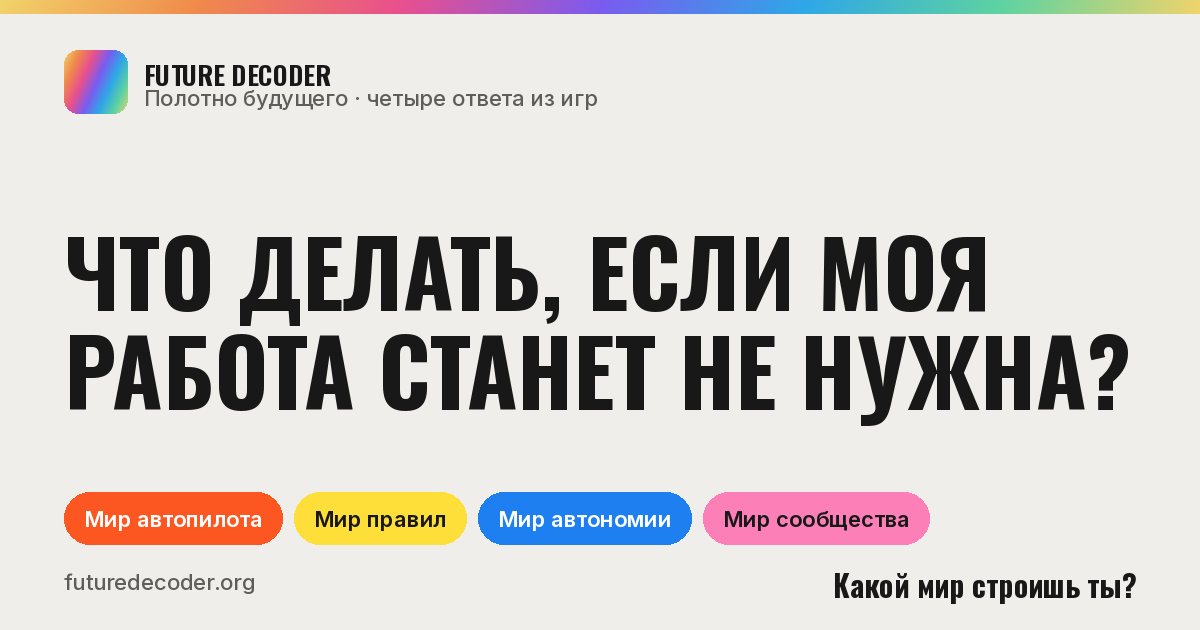 FUTURE DECODER
Полотно будущего · четыре ответа из игр
ЧТО ДЕЛАТЬ, ЕСЛИ МОЯ
РАБОТА СТАНЕТ НЕ НУЖНА?
Мир автопилота
Мир правил
Мир автономии
Мир сообщества
futuredecoder.org
Какой мир строишь ты?